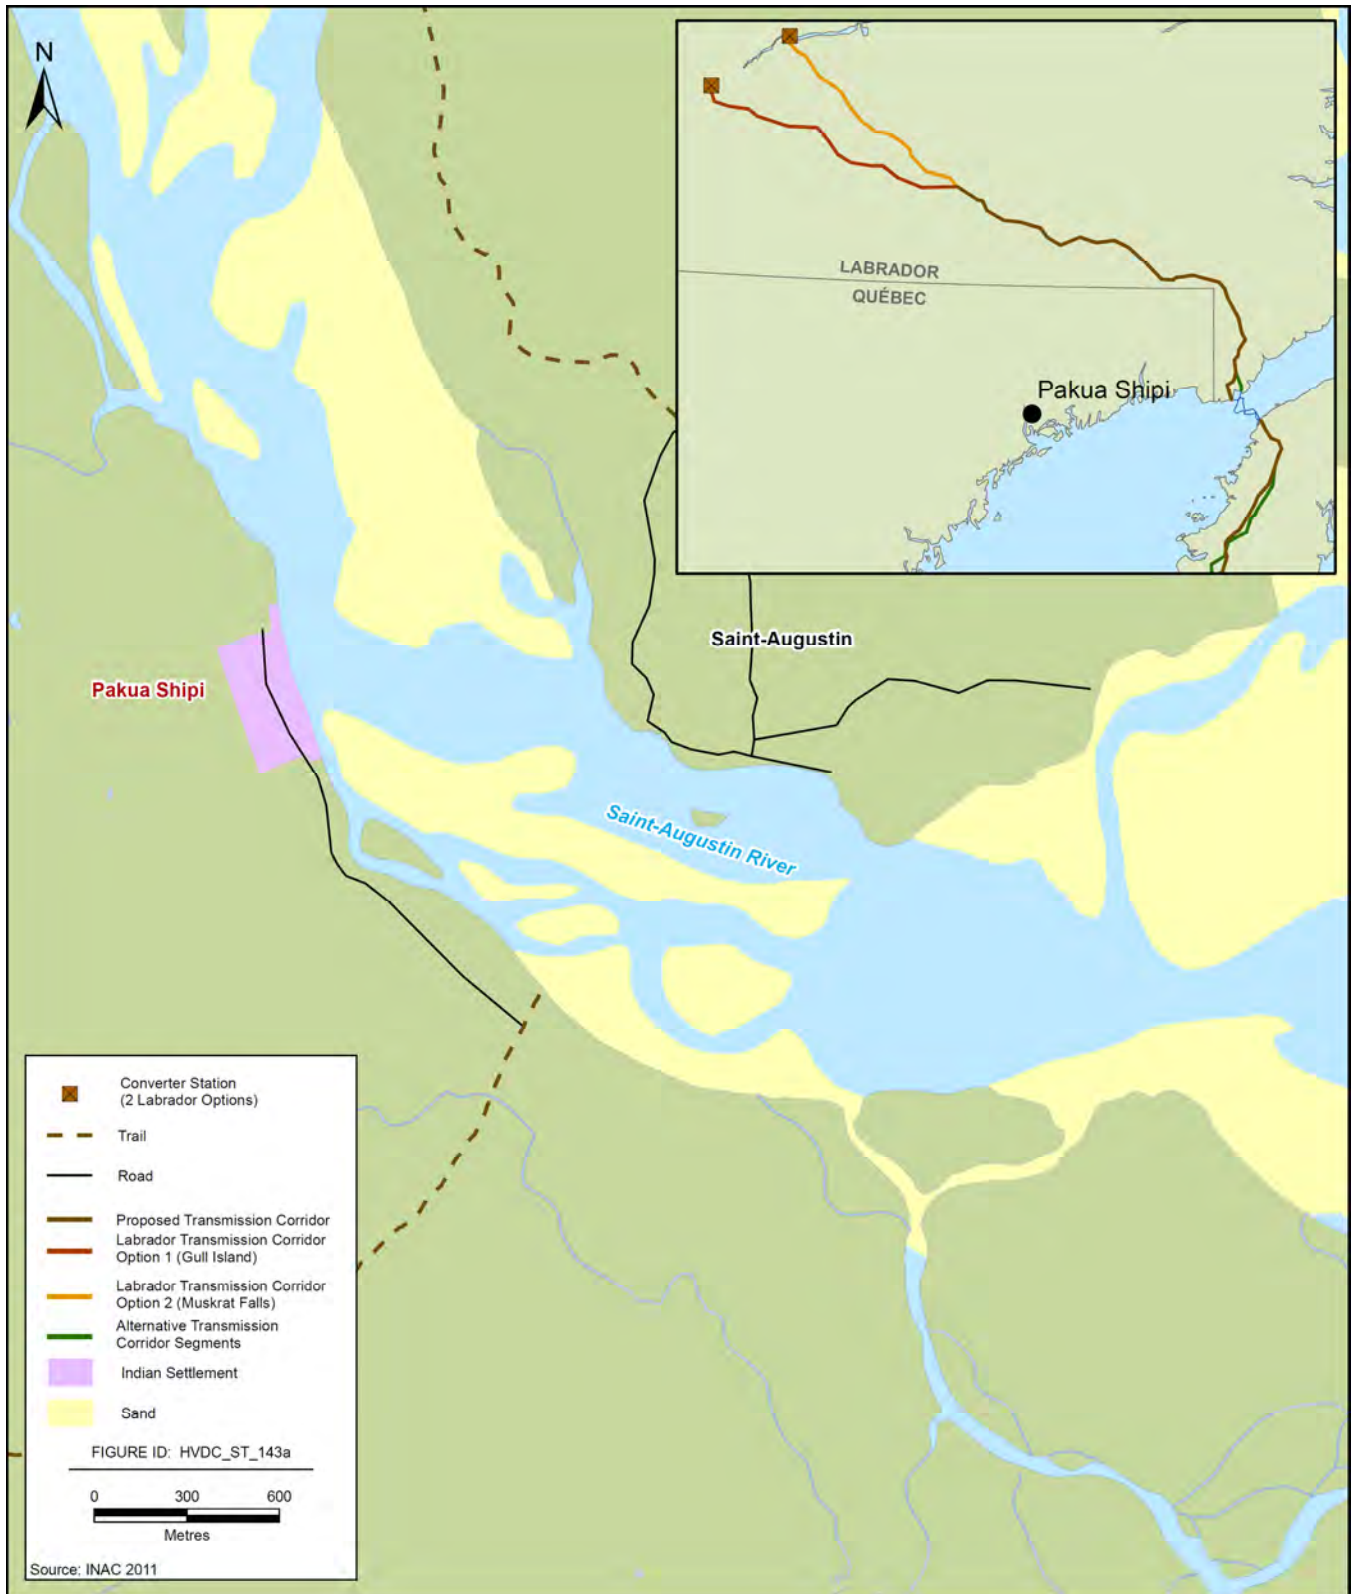 N
LABRADOR
QUÉBEC
Pakua Shipi
Saint-Augustin
Pakua Shipi
Saint-Augustin River
Converter Station
(2 Labrador Options)
Trail
Road
Proposed Transmission Corridor
Labrador Transmission Corridor
Option 1 (Gull Island)
Labrador Transmission Corridor
Option 2 (Muskrat Falls)
Alternative Transmission
Corridor Segments
Indian Settlement
Sand
FIGURE ID: HVDC_ST_143a
0 300 600
Metres
Source: INAC 2011